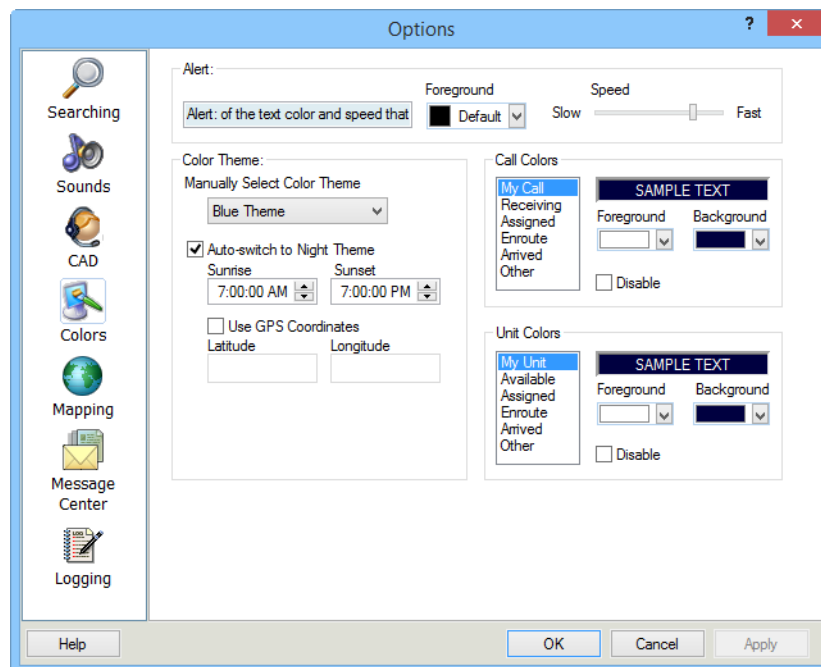 Options
?
Searching
Sounds
CAD
Colors
Mapping
Message
Center
LOG
Logging
Alert:
Alert: of the text color and speed that
Foreground
Default
Speed
Slow
Fast
Color Theme:
Manually Select Color Theme
Blue Theme
Auto-switch to Night Theme
Sunrise
Sunset
7:00:00 AM
7:00:00 PM
Use GPS Coordinates
Latitude
Longitude
Call Colors
My Call
Receiving
Assigned
Enroute
Arrived
Other
SAMPLE TEXT
Foreground
Background
Disable
Unit Colors
My Unit
Available
Assigned
Enroute
Arrived
Other
SAMPLE TEXT
Foreground
Background
Disable
Help
OK
Cancel
Apply